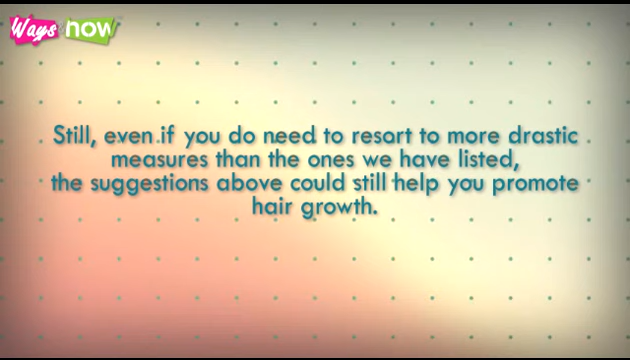 Ways & now
Still, even if you do need to resart to more drastic
measures than the ones we have listed,
the suggestions above could still help you promote
hair growth.